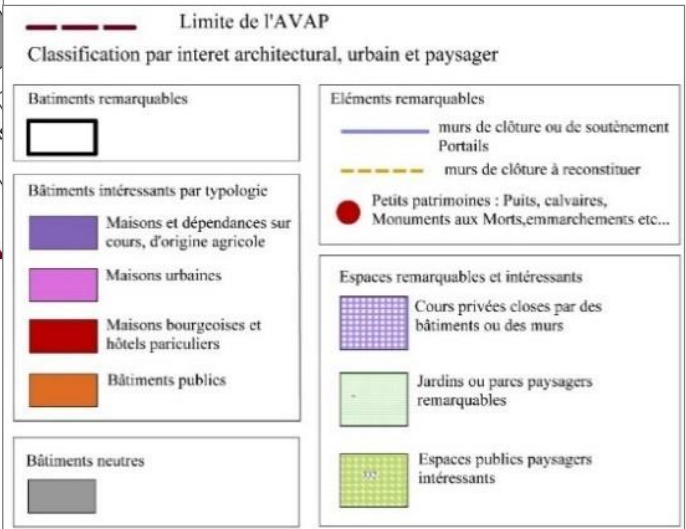 Limite de l'AVAP
Classification par interet architectural, urbain et paysager
Batiments remarquables
Bâtiments intéressants par typologie
Maisons et dépendances sur
cours, d'origine agricole
Maisons urbaines
Maisons bourgeoises et
hôtels pariculiers
Bâtiments publics
Bâtiments neutres
Eléments remarquables
murs de clôture ou de soutènement
Portails
murs de clôture à reconstituer
Petits patrimoines : Puits, calvaires,
Monuments aux Morts,emmarchements etc...
Espaces remarquables et intéressants
Cours privées closes par des
bâtiments ou des murs
Jardins ou parcs paysagers
remarquables
Espaces publics paysagers
intéressants